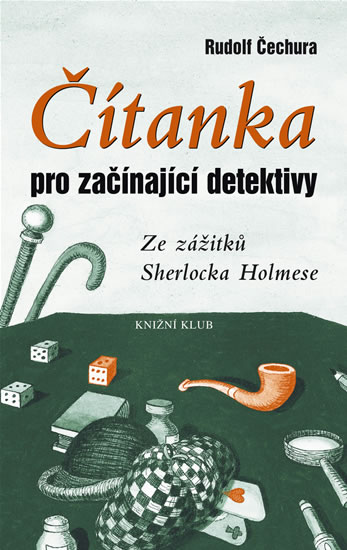 Rudolf Čechura
Čítanka
pro začínající detektivy
Ze zážitků
Sherlocka Holmese
KNIŽNÍ KLUB